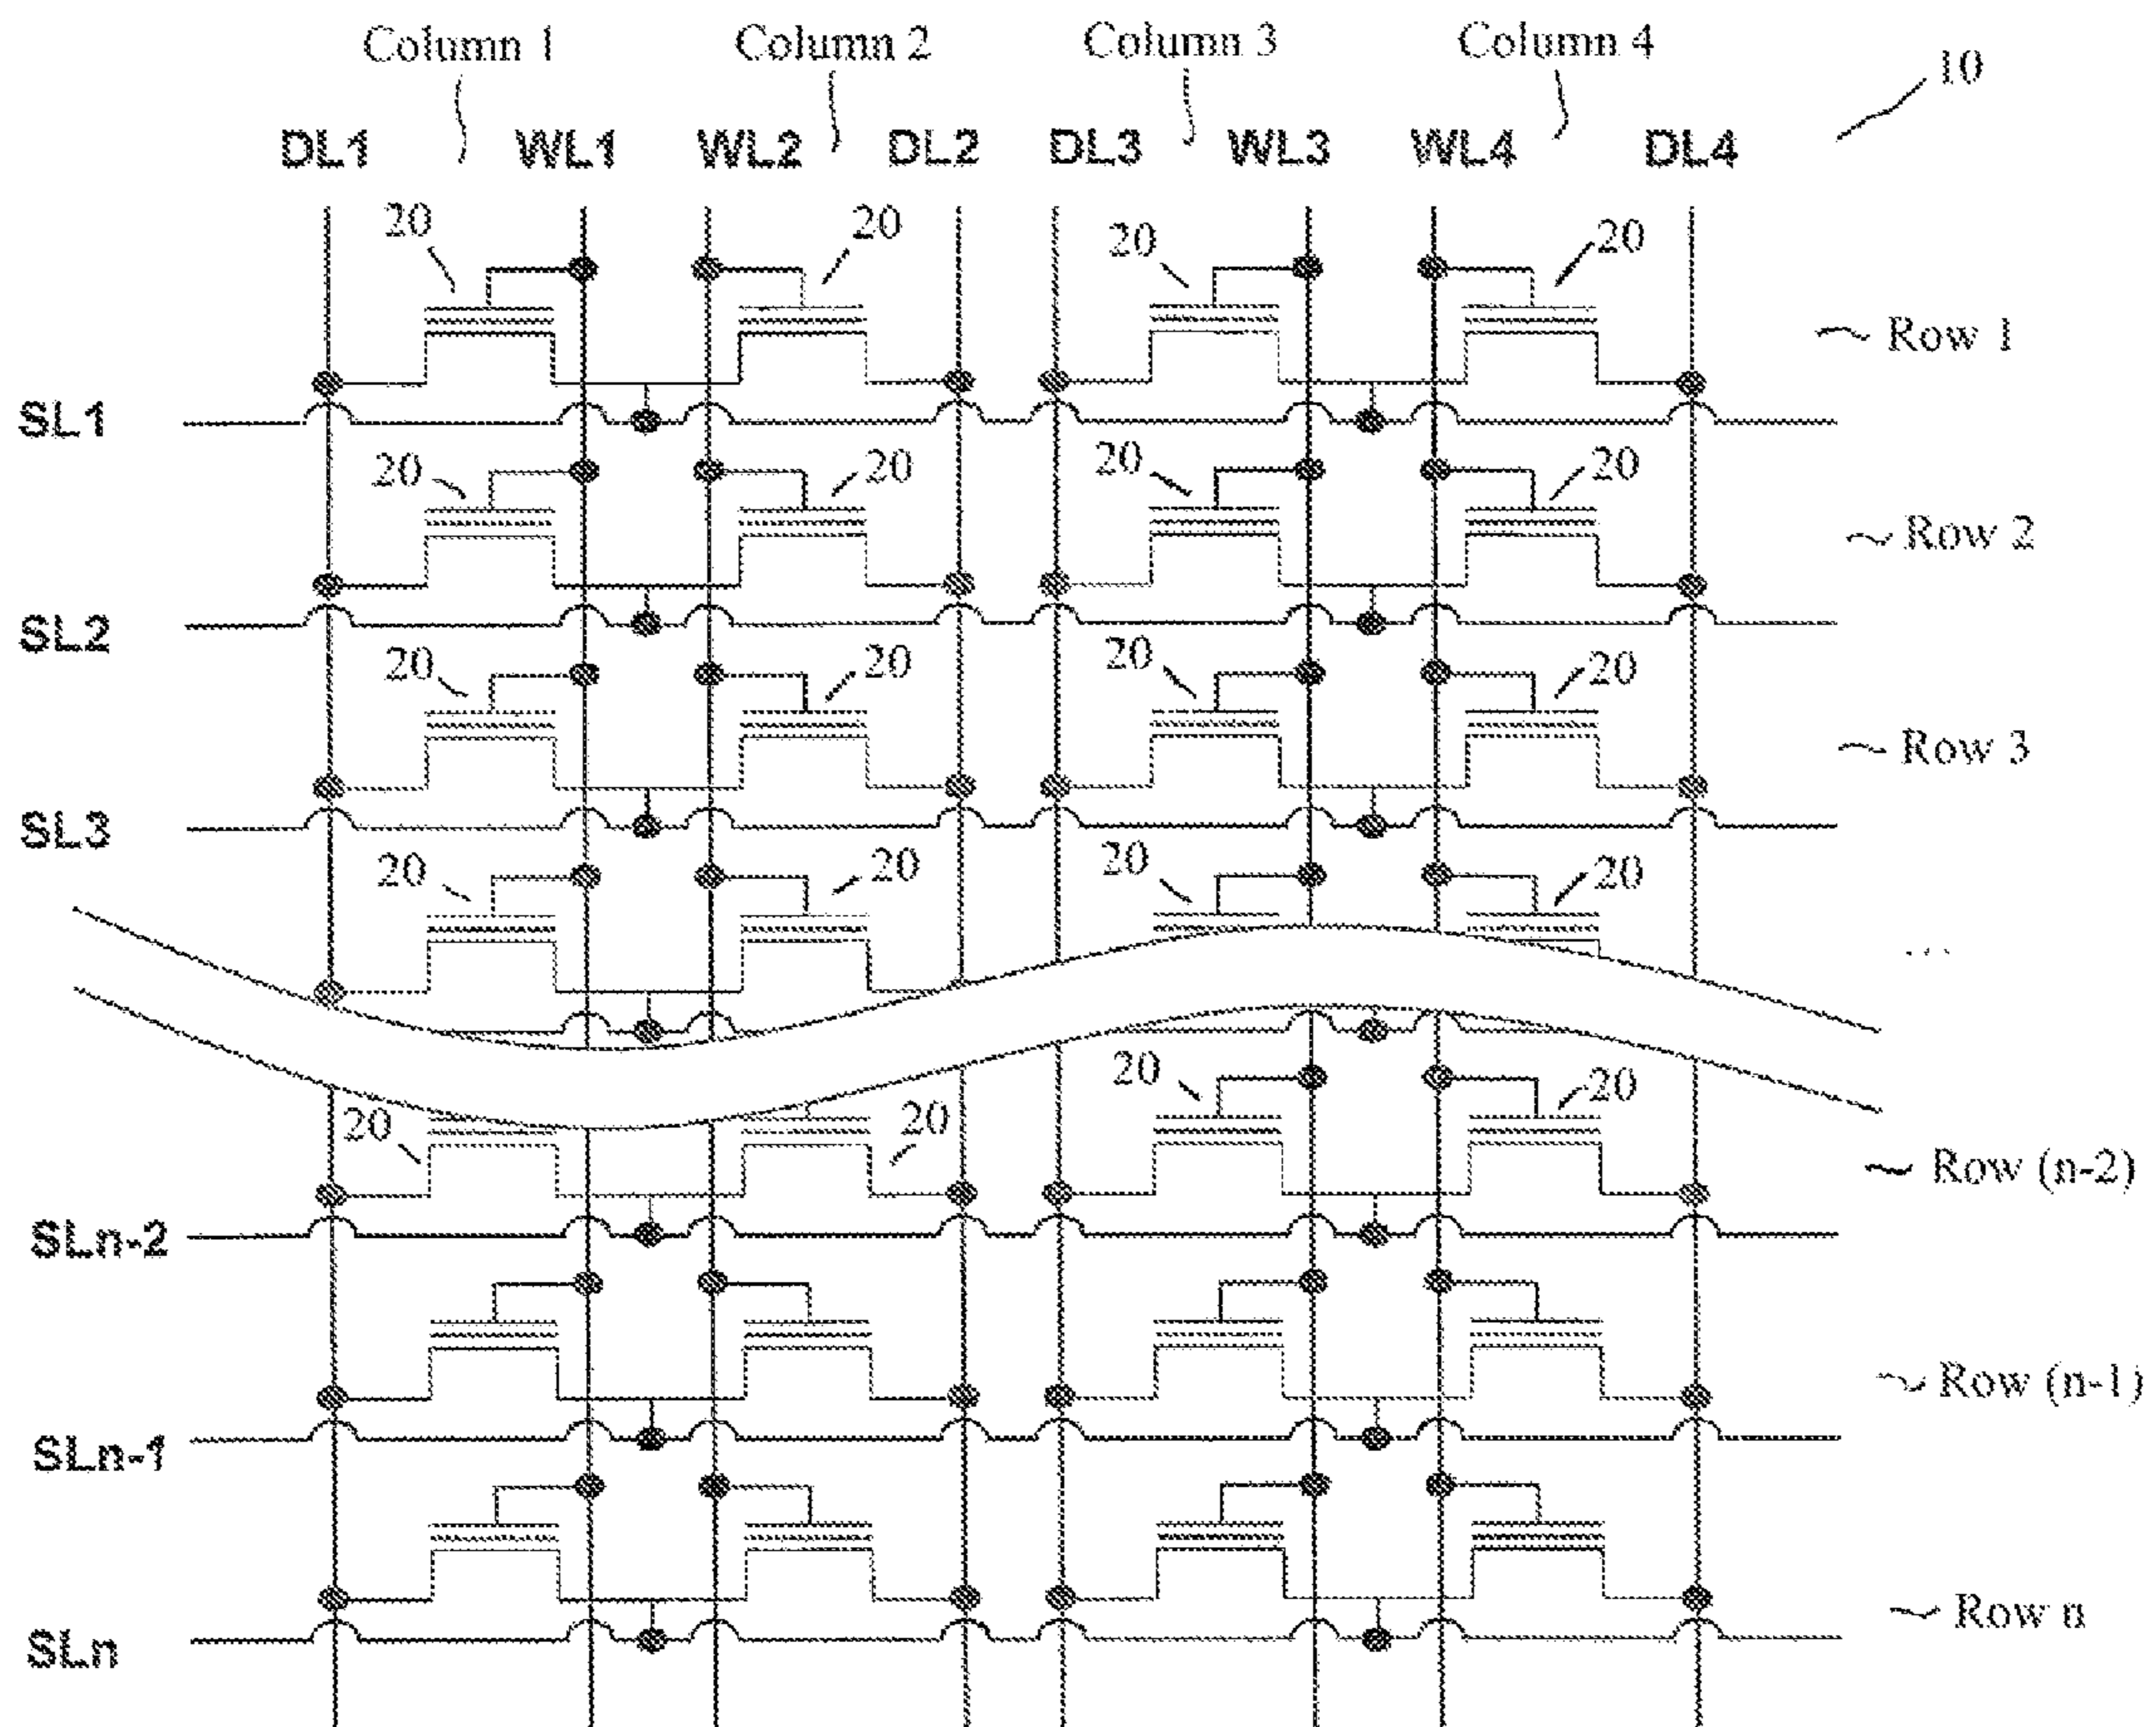 Column 1 Column 2 Column 3 Column 4
10
DL1 WL1 WL2 DL2 DL3 WL3 WL4 DL4
20 20 20 20
Row 1
SL1
20 20 20 20
Row 2
SL2
20 20 20 20
Row 3
SL3
20 20 20 20
...
20 20 20 20
Row (n-2)
SLn-2
Row (n-1)
SLn-1
Row n
SLn